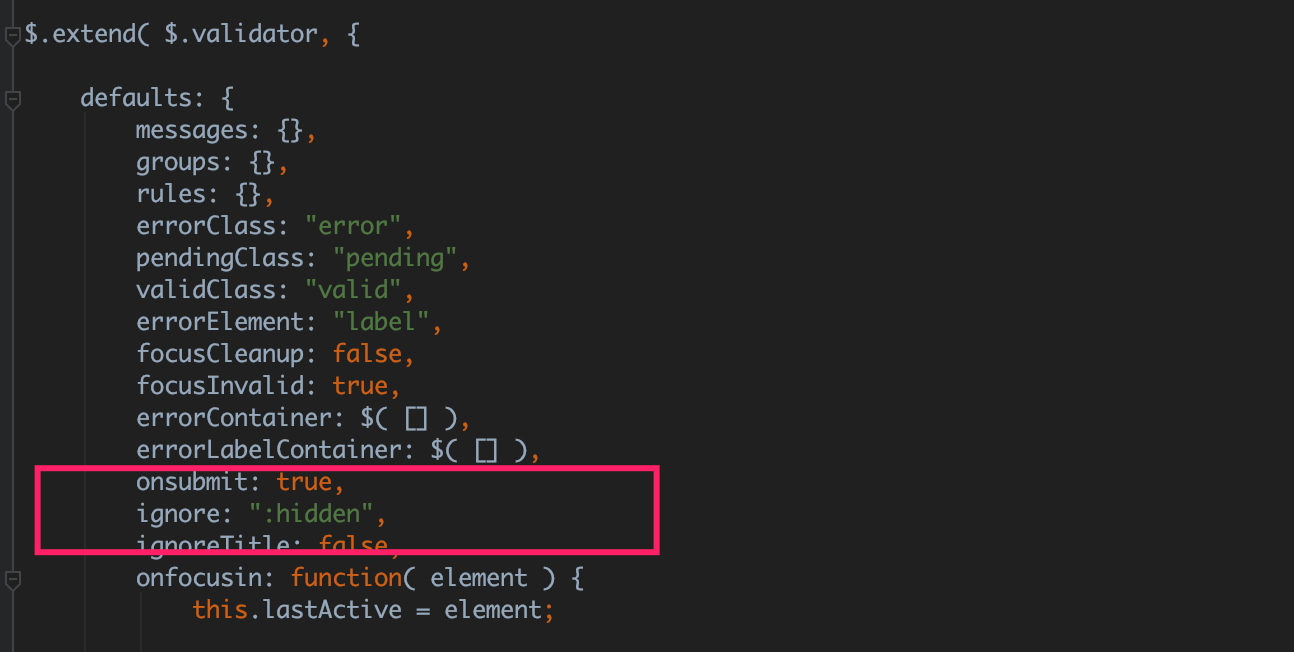 $.extend( $.validator, {
defaults: {
messages: {},
groups: {},
rules: {},
errorClass: "error",
pendingClass: "pending",
validClass: "valid",
errorElement: "label",
focusCleanup: false,
focusInvalid: true,
errorContainer: $( [] ),
errorLabelContainer: $( [] ),
onsubmit: true,
ignore: ":hidden",
ignoreTitle: false,
onfocusin: function( element ) {
this.lastActive = element;